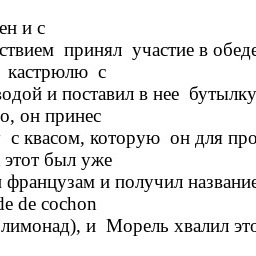 ен и с
ствием принял участие в обеде
кастрюлю с
водой и поставил в нее бутылку
о, он принес
с квасом, которую он для про
этот был уже
французам и получил название
de de cochon
лимонад), и Морель хвалил это